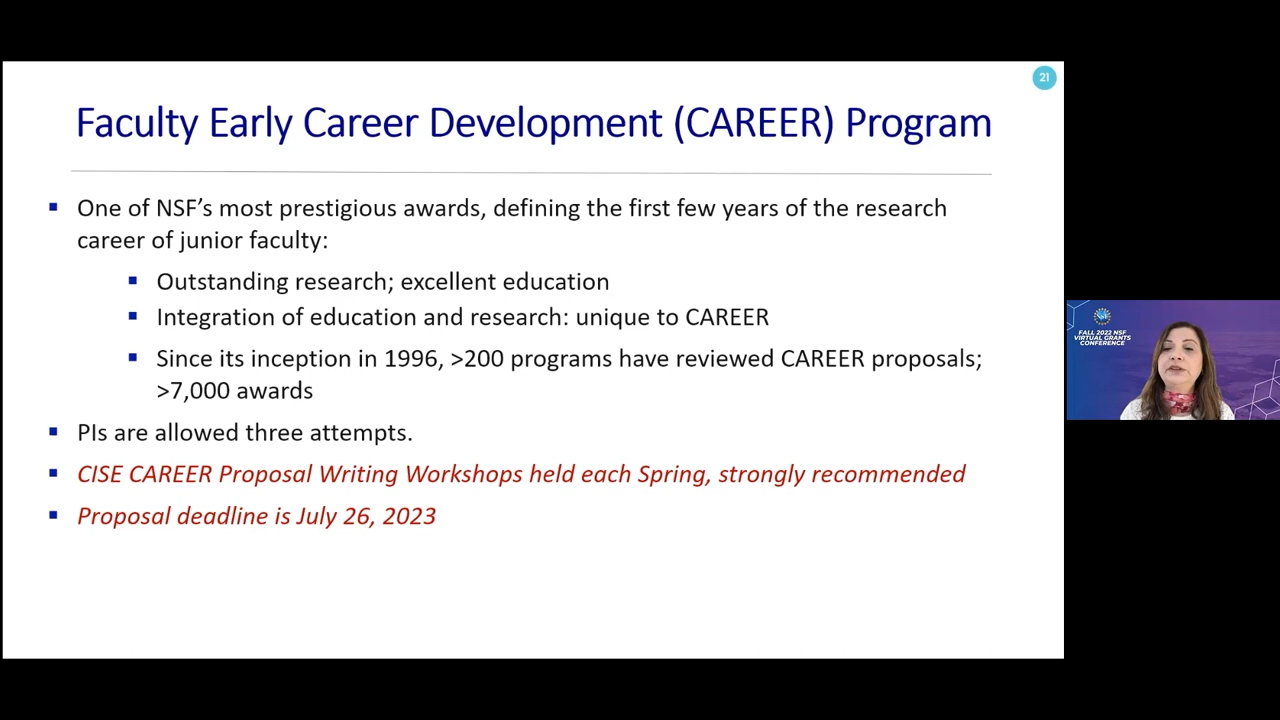 21
Faculty Early Career Development (CAREER) Program
One of NSF’s most prestigious awards, defining the first few years of the research
career of junior faculty:
Outstanding research; excellent education
Integration of education and research: unique to CAREER
Since its inception in 1996, >200 programs have reviewed CAREER proposals;
>7,000 awards
PIs are allowed three attempts.
CISE CAREER Proposal Writing Workshops held each Spring, strongly recommended
Proposal deadline is July 26, 2023
FALL 2022 NSF
VIRTUAL GRANTS
CONFERENCE